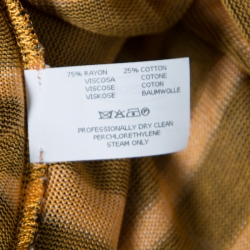 75% RAYON 25% COTTON
VISCOSA COTONE
VISCOSE COTON
VISKOSE BAUMWOLLE
PROFESSIONALLY DRY CLEAN
PERCHLORETHYLENE
STEAM ONLY